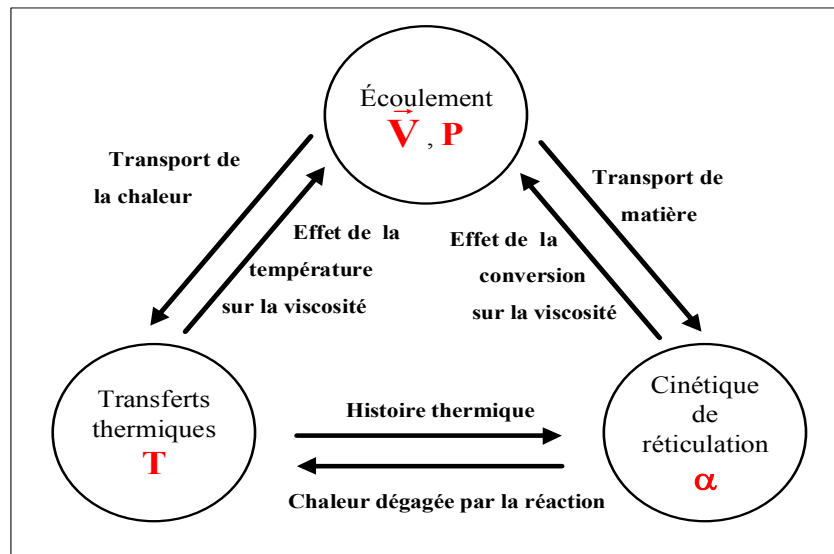 Écoulement
V , P
Transport de
la chaleur
Transport de
matière
Effet de la
température
sur la viscosité
Effet de la
conversion
sur la viscosité
Transferts
thermiques
T
Histoire thermique
Chaleur dégagée par la réaction
Cinétique
de
réticulation
α